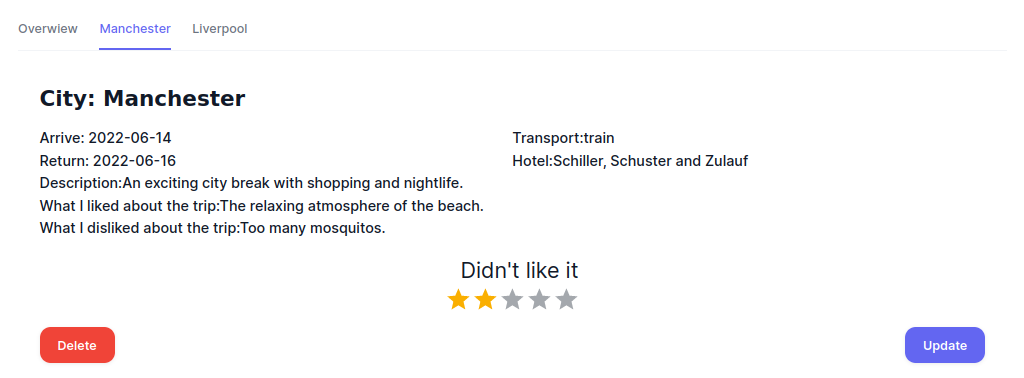 Overwiew Manchester Liverpool
City: Manchester
Arrive: 2022-06-14
Transport:train
Return: 2022-06-16
Hotel:Schiller, Schuster and Zulauf
Description:An exciting city break with shopping and nightlife.
What I liked about the trip:The relaxing atmosphere of the beach.
What I disliked about the trip:Too many mosquitos.
Didn't like it
Delete
Update